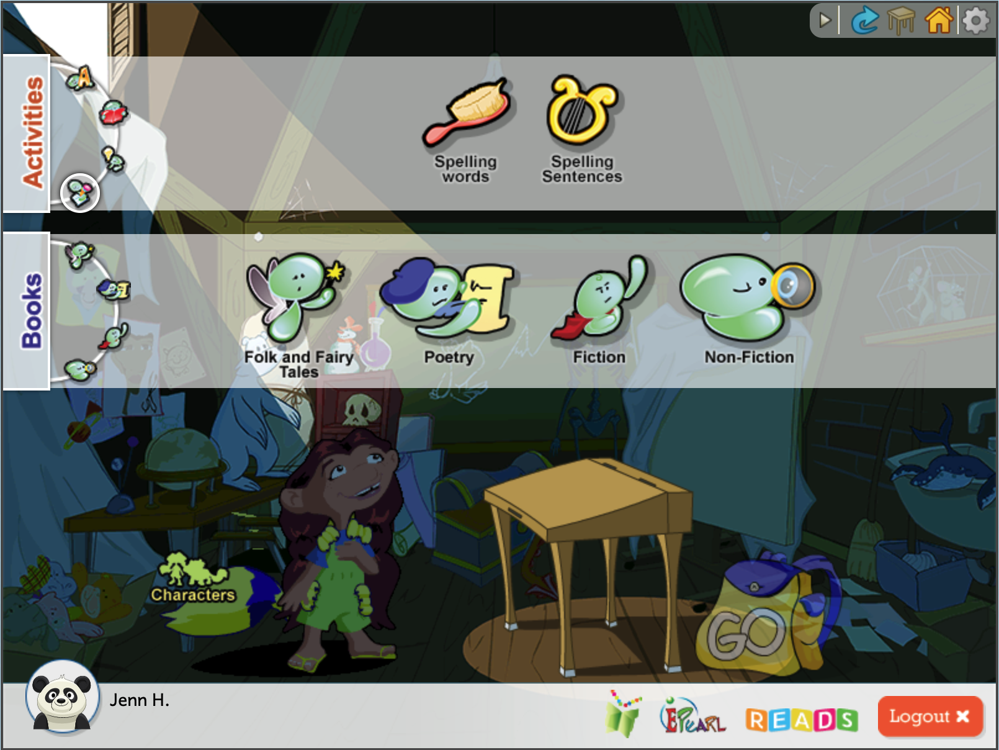 Activities
A
Spelling
words
Spelling
Sentences
Books
Folk and Fairy
Tales
Poetry
Fiction
Non-Fiction
Characters
GO
Jenn H.
EPEARL
READS
Logout